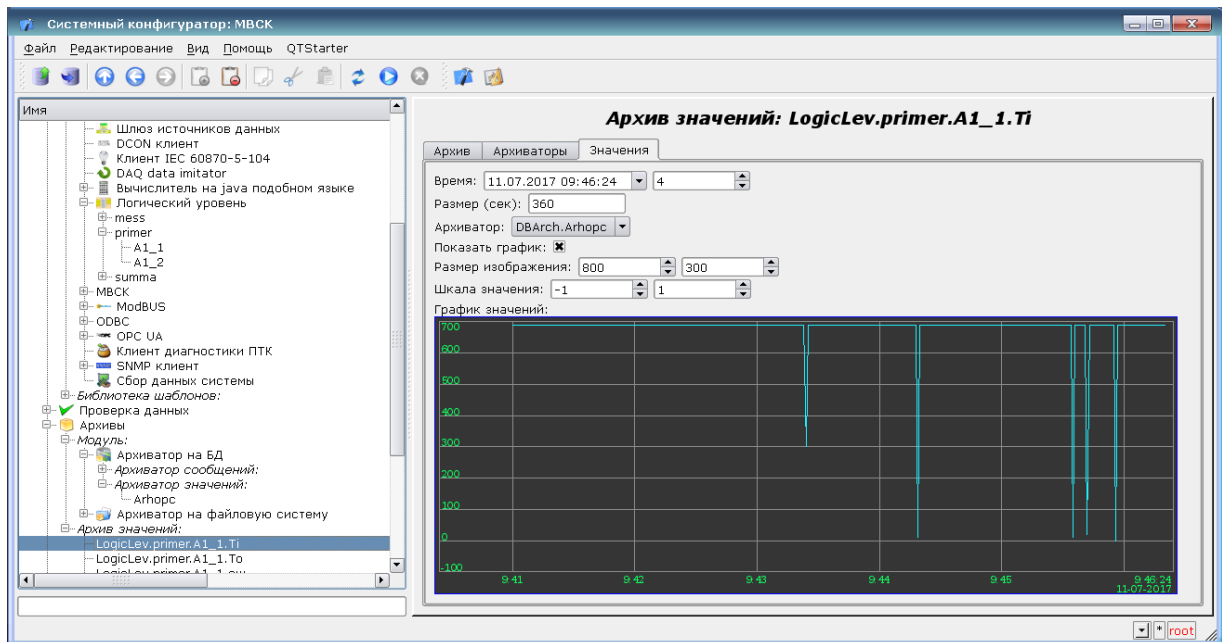 Системный конфигуратор: МВСК
Файл Редактирование Вид Помощь QTStarter
Имя
Шлюз источников данных
DCON клиент
Клиент IEC 60870-5-104
DAQ data imitator
Вычислитель на java подобном языке
Логический уровень
mess
primer
A1_1
A1_2
summa
МВСК
ModBUS
ODBC
OPC UA
Клиент диагностики ПТК
SNMP клиент
Сбор данных системы
Библиотека шаблонов:
Проверка данных
Архивы
Модуль:
Архиватор на БД
Архиватор сообщений:
Архиватор значений:
Arhopc
Архиватор на файловую систему
Архив значений:
LogicLev.primer.A1_1.Ti
LogicLev.primer.A1_1.To
Архив значений: LogicLev.primer.A1_1.Ti
Архив Архиваторы Значения
Время: 11.07.2017 09:46:24 4
Размер (сек): 360
Архиватор: DBArch.Arhopc
Показать график:
Размер изображения: 800 300
Шкала значения: -1 1
График значений:
700
600
500
400
300
200
100
0
-100
9:41 9:42 9:43 9:44 9:45 9:46:24
11-07-2017
* root